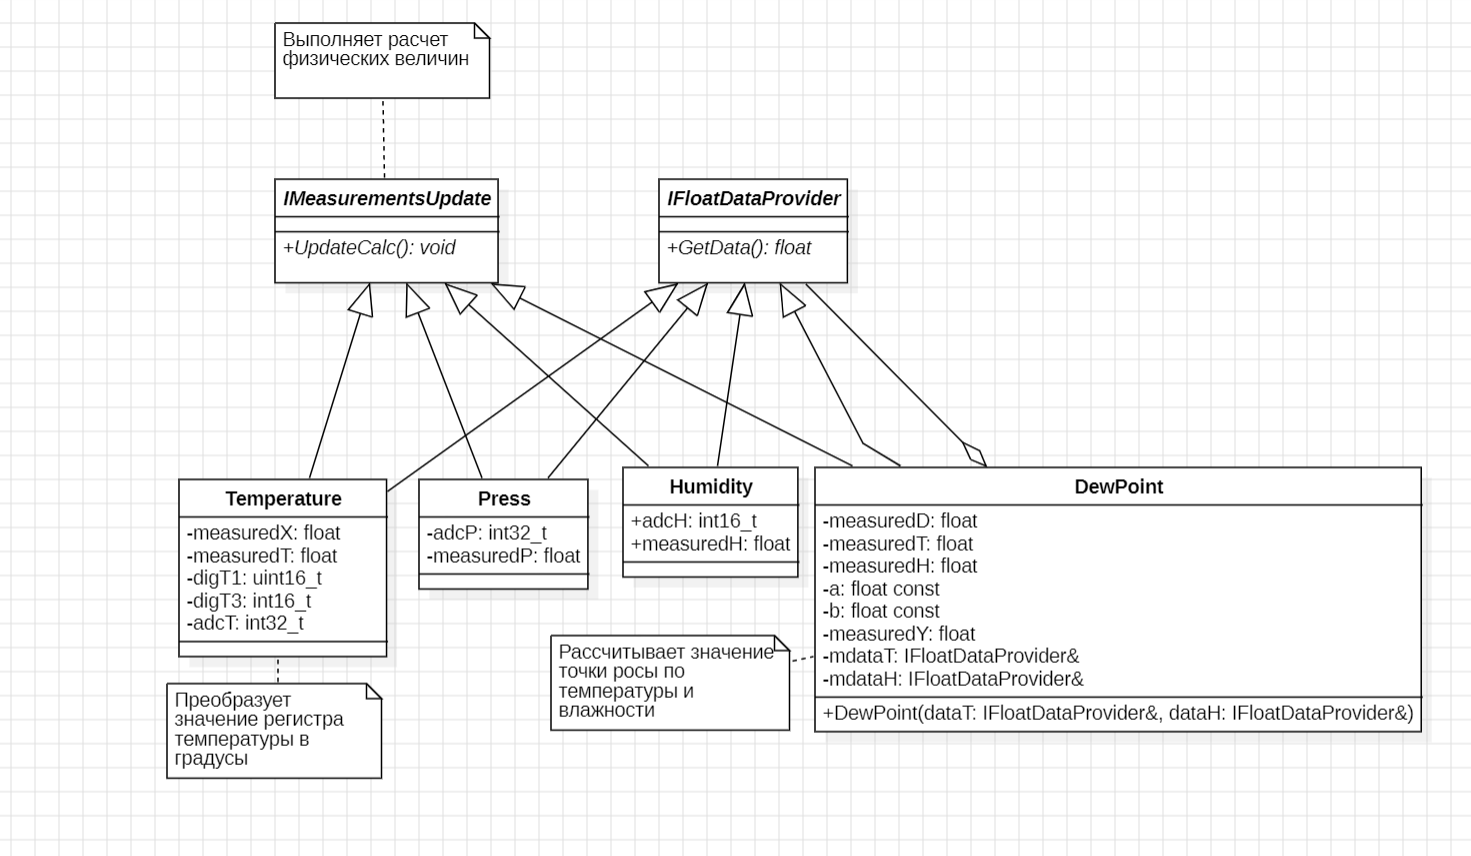 Выполняет расчет
физических величин
IMeasurementsUpdate
+UpdateCalc(): void
IFloatDataProvider
+GetData(): float
Temperature
-measuredX: float
-measuredT: float
-digT1: uint16_t
-digT3: int16_t
-adcT: int32_t
Press
-adcP: int32_t
-measuredP: float
Humidity
+adcH: int16_t
+measuredH: float
DewPoint
-measuredD: float
-measuredT: float
-measuredH: float
-a: float const
-b: float const
-measuredY: float
-mdataT: IFloatDataProvider&
-mdataH: IFloatDataProvider&
+DewPoint(dataT: IFloatDataProvider&, dataH: IFloatDataProvider&)
Рассчитывает значение
точки росы по
температуры и
влажности
Преобразует
значение регистра
температуры в
градусы